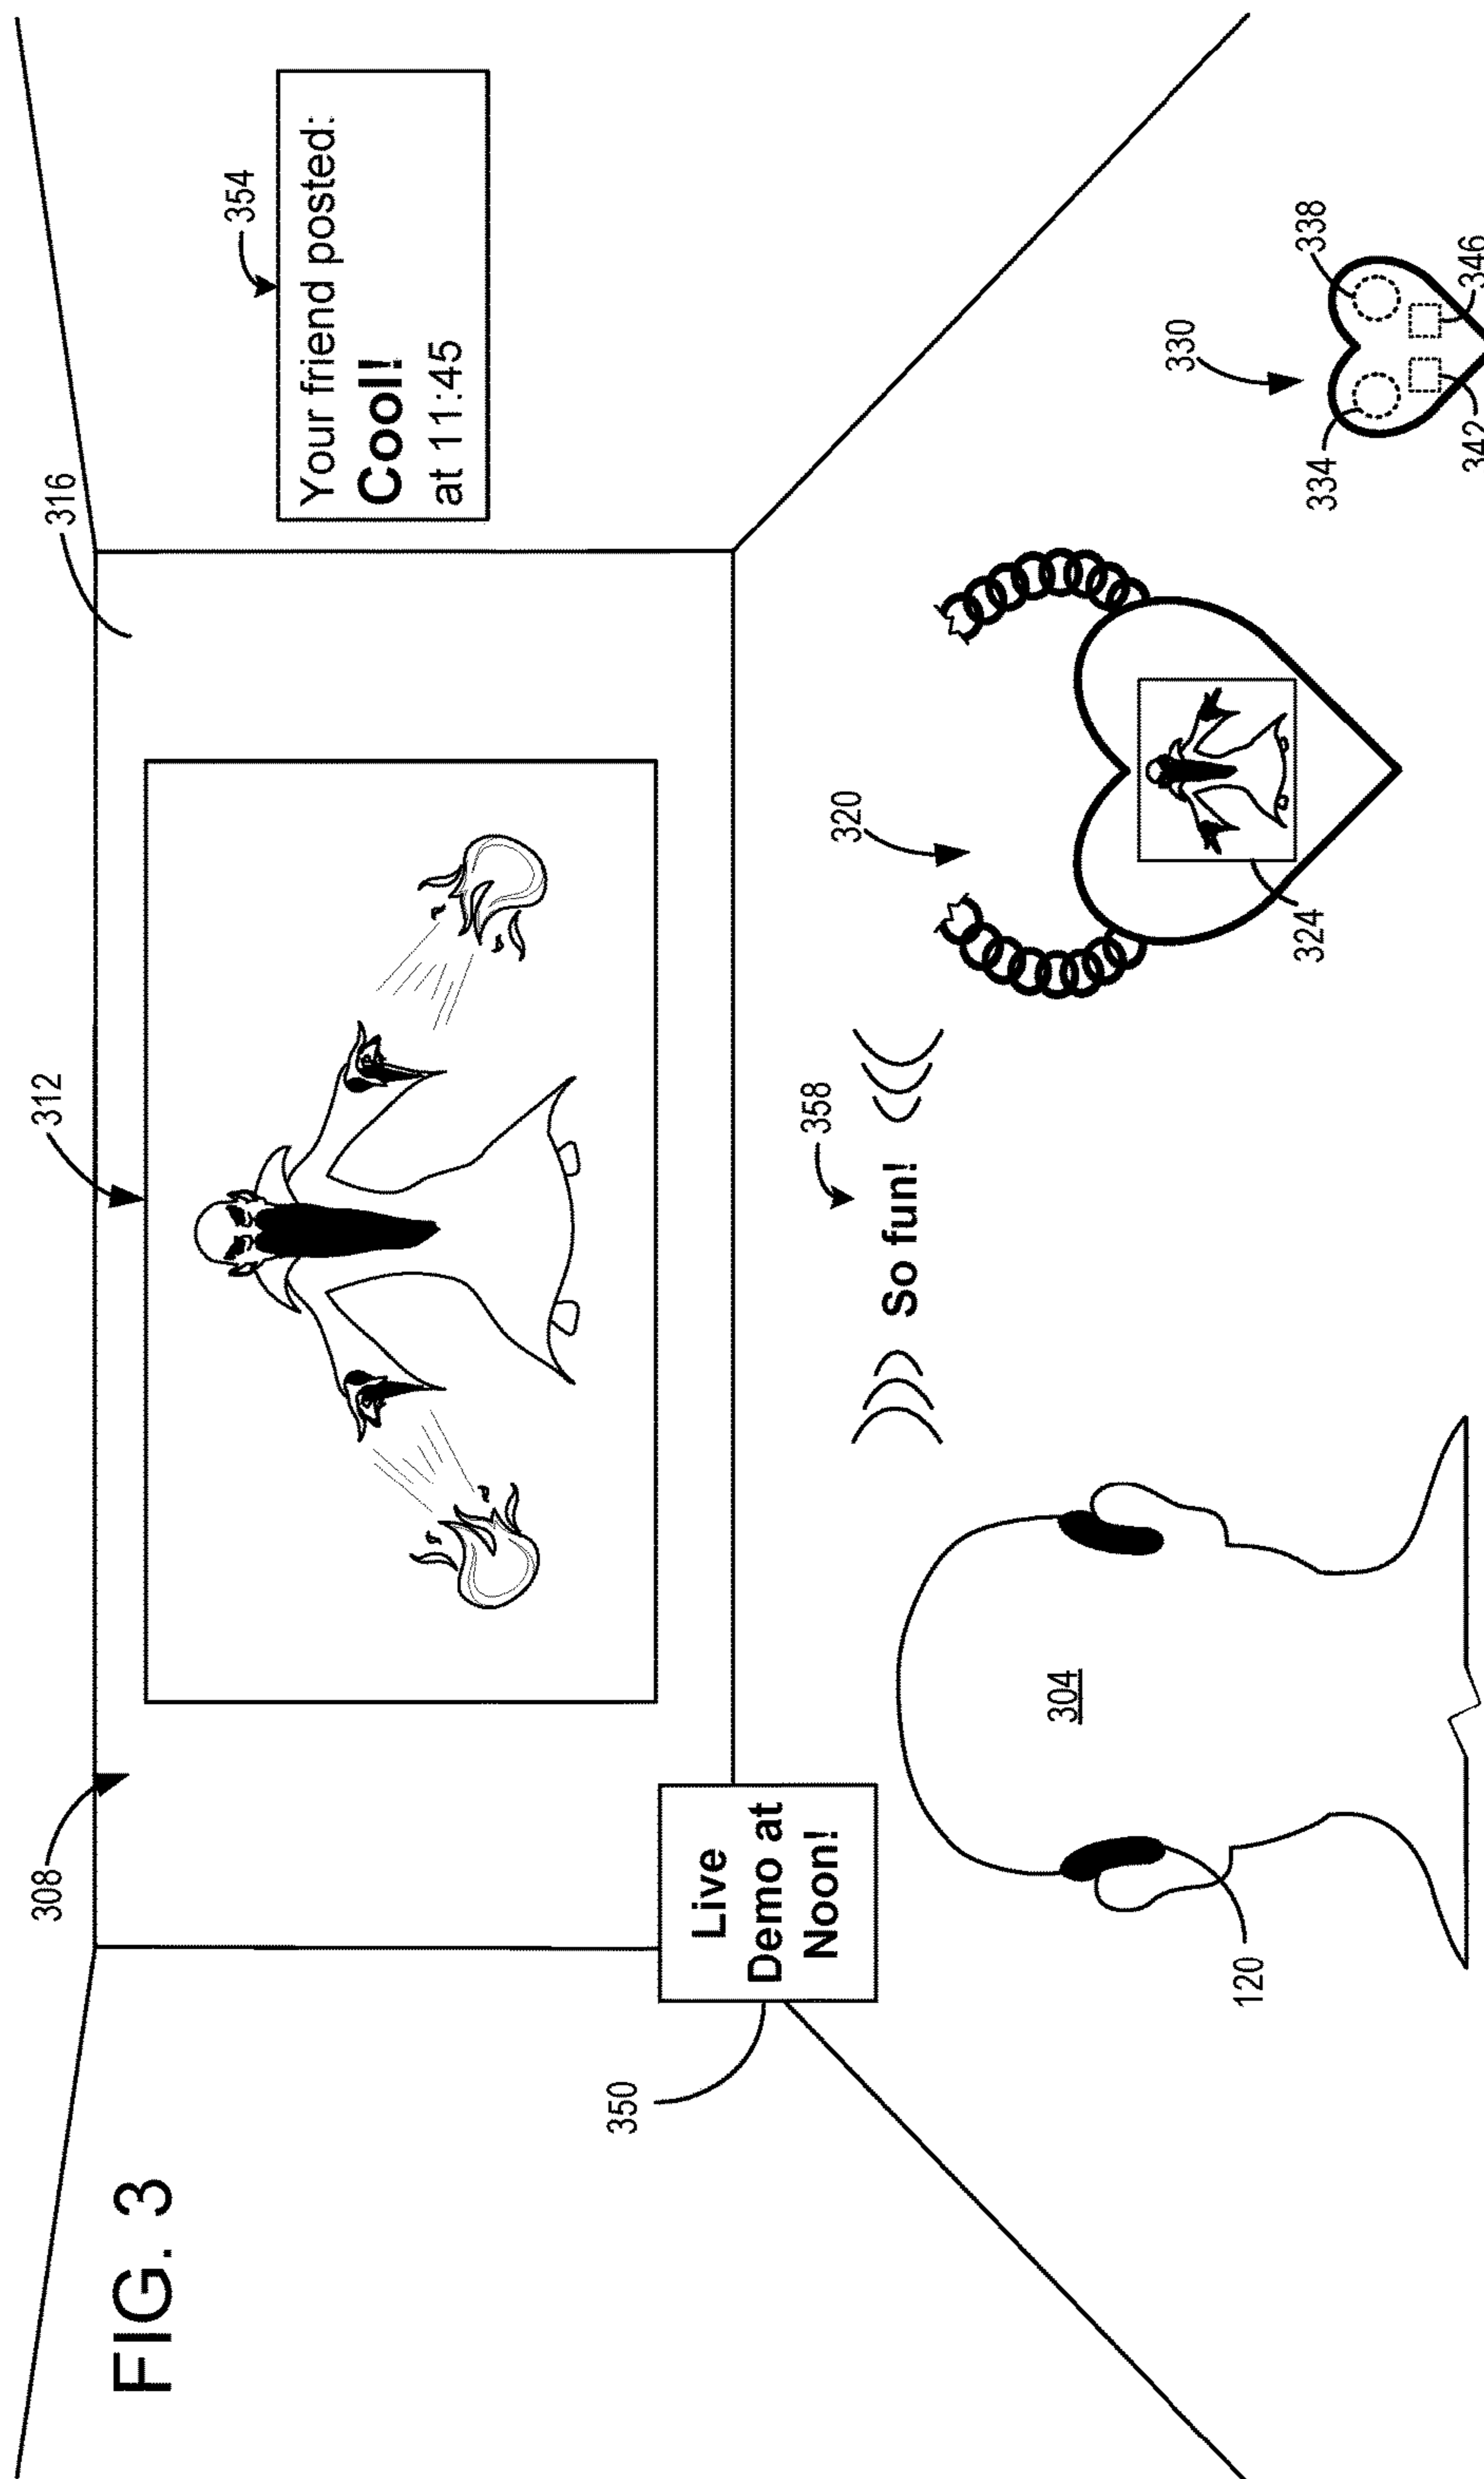 FIG. 3
308
312
316
354
Your friend posted:
Cool!
at 11:45
350
Live
Demo at
Noon!
358
So fun!
320
324
330
334
338
342
346
304
120